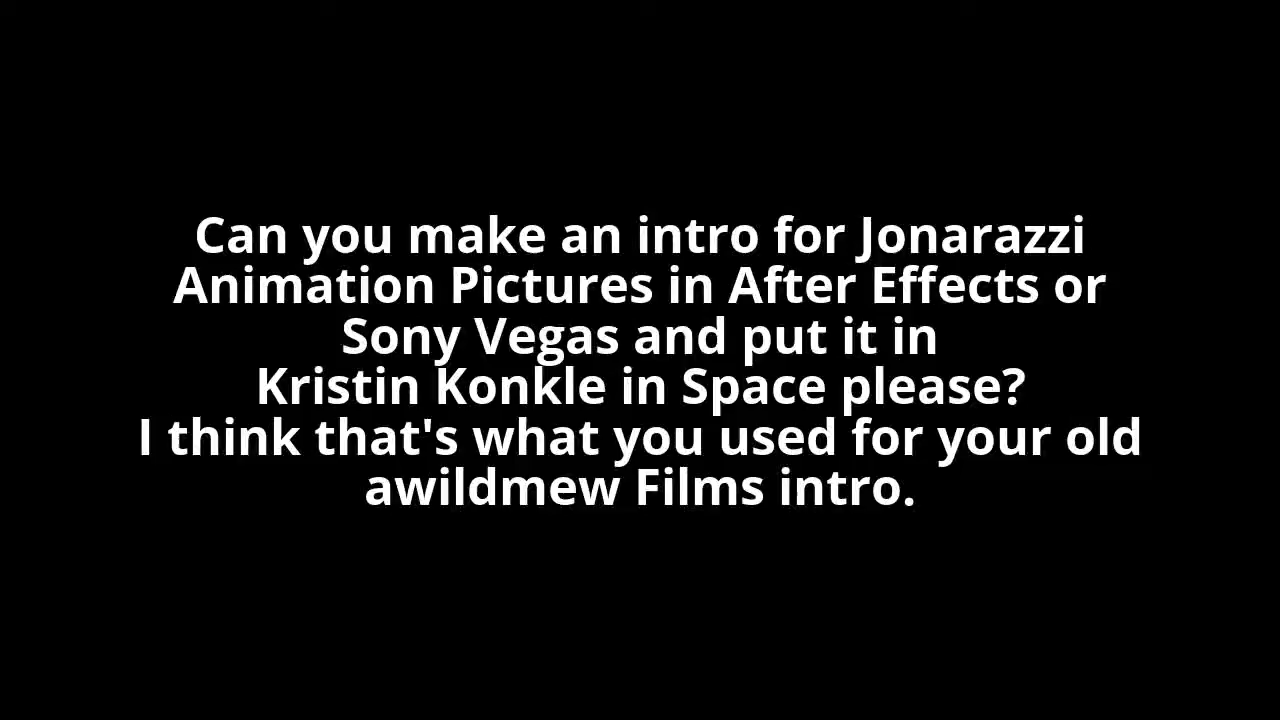 Can you make an intro for Jonarazzi
Animation Pictures in After Effects or
Sony Vegas and put it in
Kristin Konkle in Space please?
I think that's what you used for your old
awildmew Films intro.